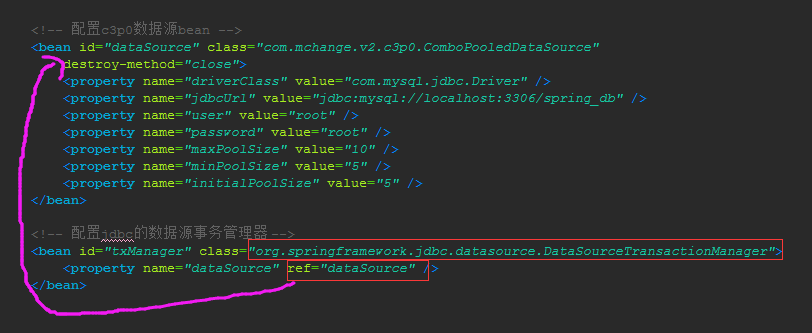 <!-- 配置c3p0数据源bean -->
<bean id="dataSource" class="com.mchange.v2.c3p0.ComboPooledDataSource"
destroy-method="close">
<property name="driverClass" value="com.mysql.jdbc.Driver" />
<property name="jdbcUrl" value="jdbc:mysql://localhost:3306/spring_db" />
<property name="user" value="root" />
<property name="password" value="root" />
<property name="maxPoolSize" value="10" />
<property name="minPoolSize" value="5" />
<property name="initialPoolSize" value="5" />
</bean>
<!-- 配置jdbc的数据源事务管理器-->
<bean id="txManager" class="org.springframework.jdbc.datasource.DataSourceTransactionManager">
<property name="dataSource" ref="dataSource" />
</bean>